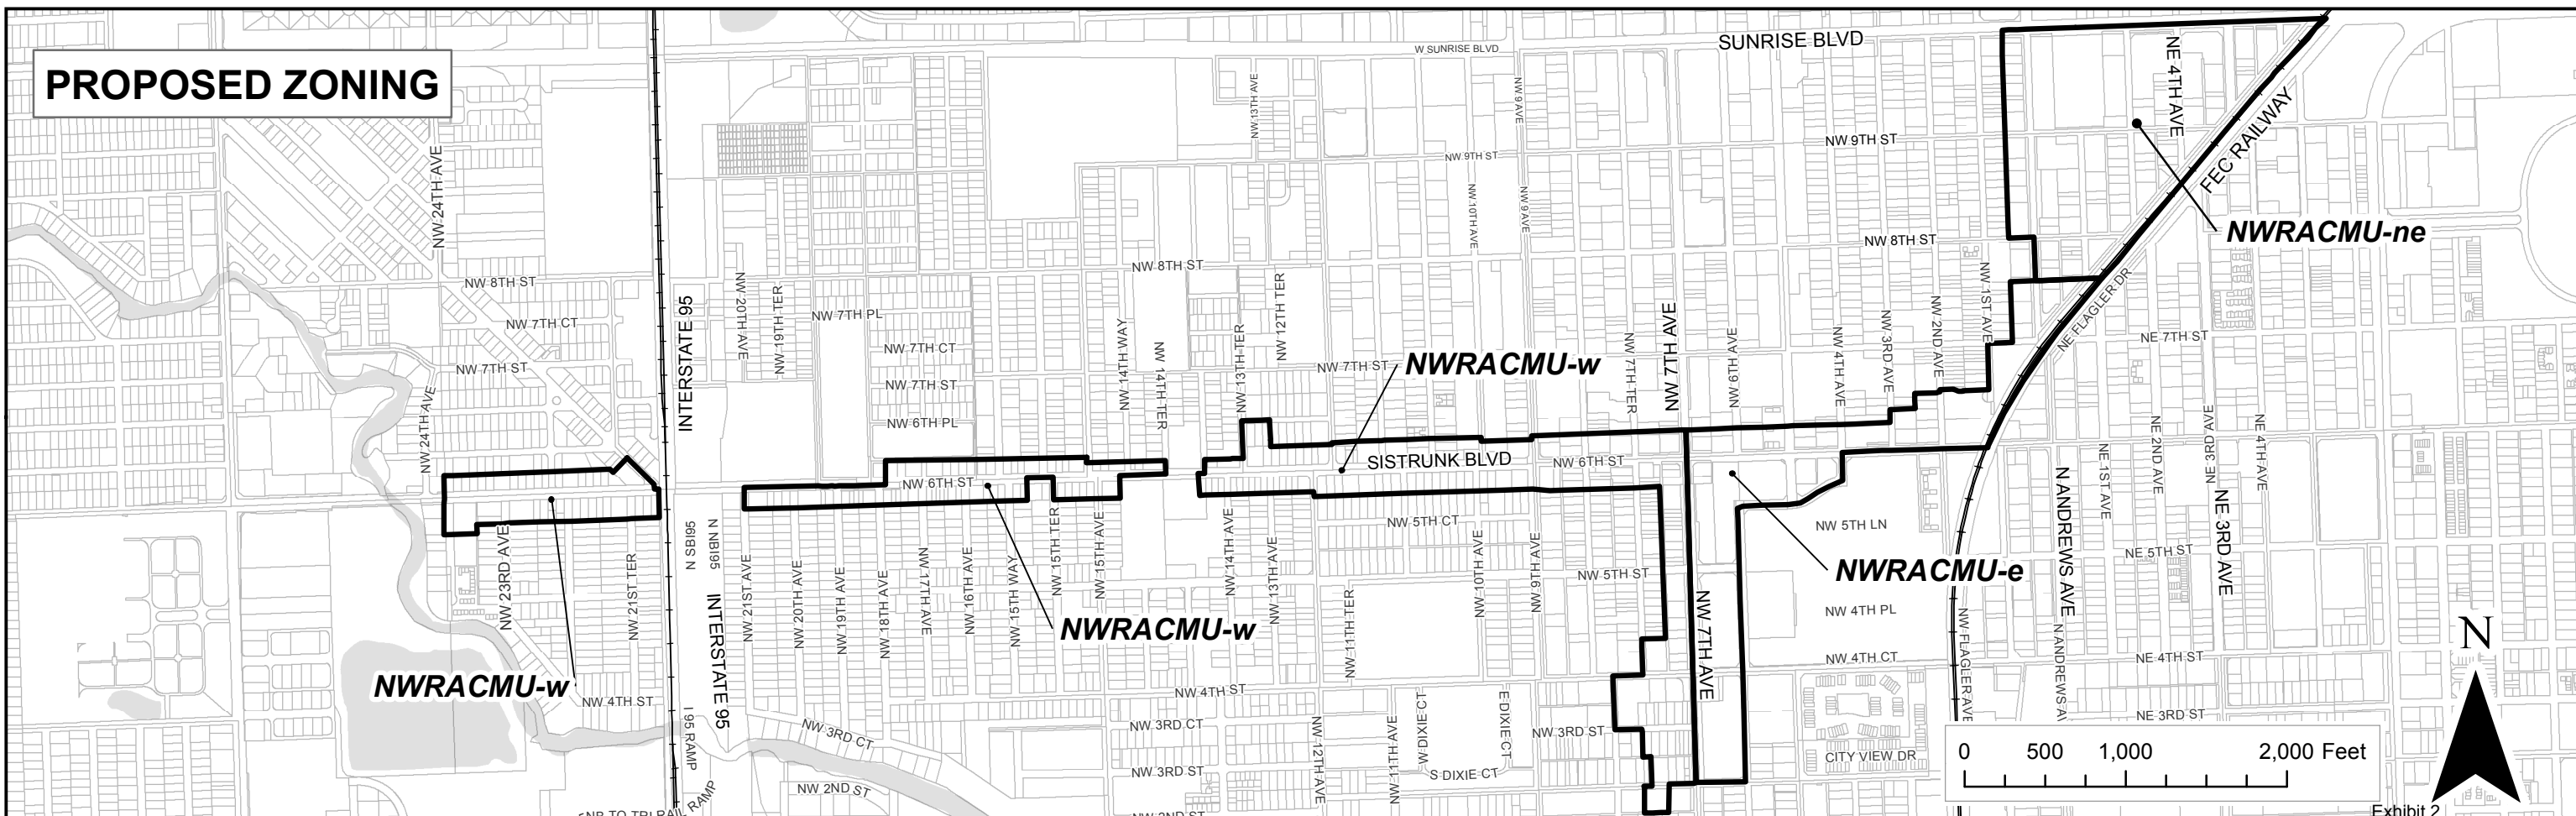 PROPOSED ZONING
W SUNRISE BLVD
SUNRISE BLVD
NE 4TH AVE
FEC RAILWAY
NW 24TH AVE
NW 13TH AVE
NW 9 AVE
NW 9TH ST
NW 9TH ST
NW 10TH AVE
NW 9 AVE
NWRACMU-ne
NW 8TH ST
NW 8TH ST
NW 8TH ST
NE FLAGLER DR
INTERSTATE 95
NW 20TH AVE
NW 19TH TER
NW 7TH PL
NW 7TH CT
NW 7TH CT
NW 7TH ST
NW 7TH ST
NW 6TH PL
NW 14TH WAY
NW 14TH TER
NW 13TH TER
NW 12TH TER
NW 7TH ST
NWRACMU-w
NW 7TH TER
NW 7TH AVE
NW 6TH AVE
NW 4TH AVE
NW 3RD AVE
NW 2ND AVE
NW 1ST AVE
NE 7TH ST
NW 24TH AVE
SISTRUNK BLVD
NW 6TH ST
NW 6TH ST
NE 1ST AVE
NE 2ND AVE
NE 3RD AVE
NE 4TH AVE
N ANDREWS AVE
NE 3RD AVE
NW 23RD AVE
NW 21ST TER
N SBI95
N NBI95
INTERSTATE 95
NW 21ST AVE
NW 20TH AVE
NW 19TH AVE
NW 18TH AVE
NW 17TH AVE
NW 16TH AVE
NW 15TH WAY
NW 15TH TER
NW 15TH AVE
NW 14TH AVE
NW 13TH AVE
NW 5TH CT
NW 11TH TER
NW 10TH AVE
NW 9TH AVE
NW 5TH ST
NW 5TH LN
NE 5TH ST
NWRACMU-e
NW 7TH AVE
NW 4TH PL
NWRACMU-w
NWRACMU-w
NW 4TH ST
NW 4TH ST
NW 4TH CT
NE 4TH ST
NW FLAGLER AVE
N ANDREWS AV
NW 3RD CT
NW 3RD CT
NW 3RD ST
NW 3RD ST
NE 3RD ST
NW 12TH AVE
NW 11TH AVE
W DIXIE CT
E DIXIE CT
S DIXIE CT
I 95 RAMP
RAMP
NW 2ND ST
NW 2ND ST
CITY VIEW DR
N
0 500 1,000 2,000 Feet
Exhibit 2